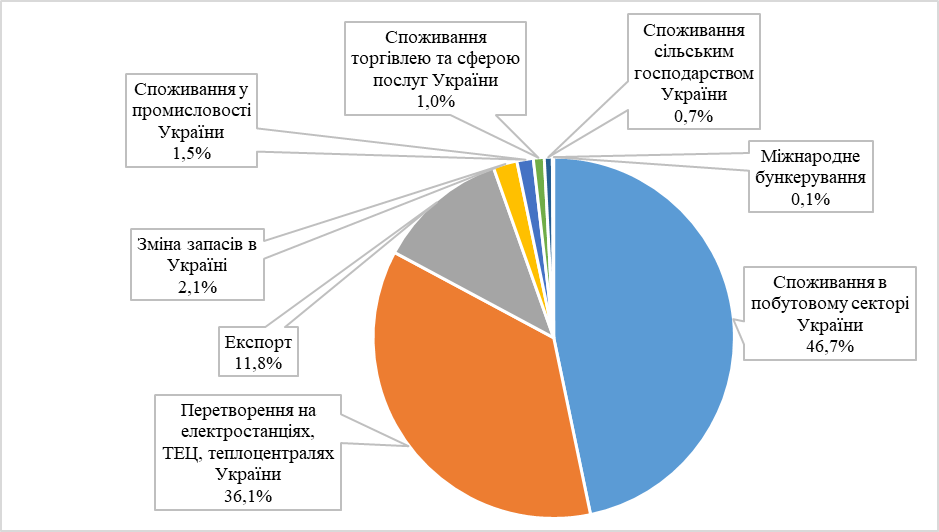 Споживання
торгівлею та сферою
послуг України
1,0%
Споживання
сільським
господарством
України
0,7%
Споживання у
промисловості
України
1,5%
Міжнародне
бункерування
0,1%
Зміна запасів в
Україні
2,1%
Споживання в
побутовому секторі
України
46,7%
Експорт
11,8%
Перетворення на
електростанціях,
ТЕЦ, теплоцентралях
України
36,1%